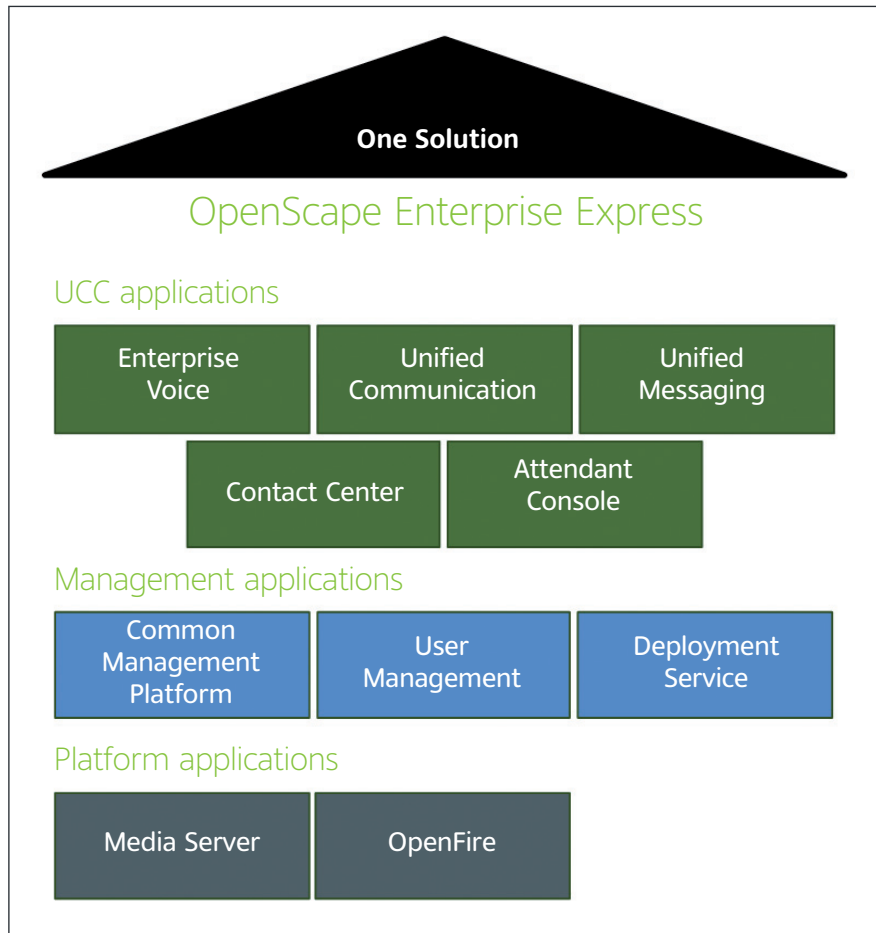 One Solution
OpenScape Enterprise Express
UCC applications
Enterprise
Voice
Unified
Communication
Unified
Messaging
Contact Center
Attendant
Console
Management applications
Common
Management
Platform
User
Management
Deployment
Service
Platform applications
Media Server
OpenFire